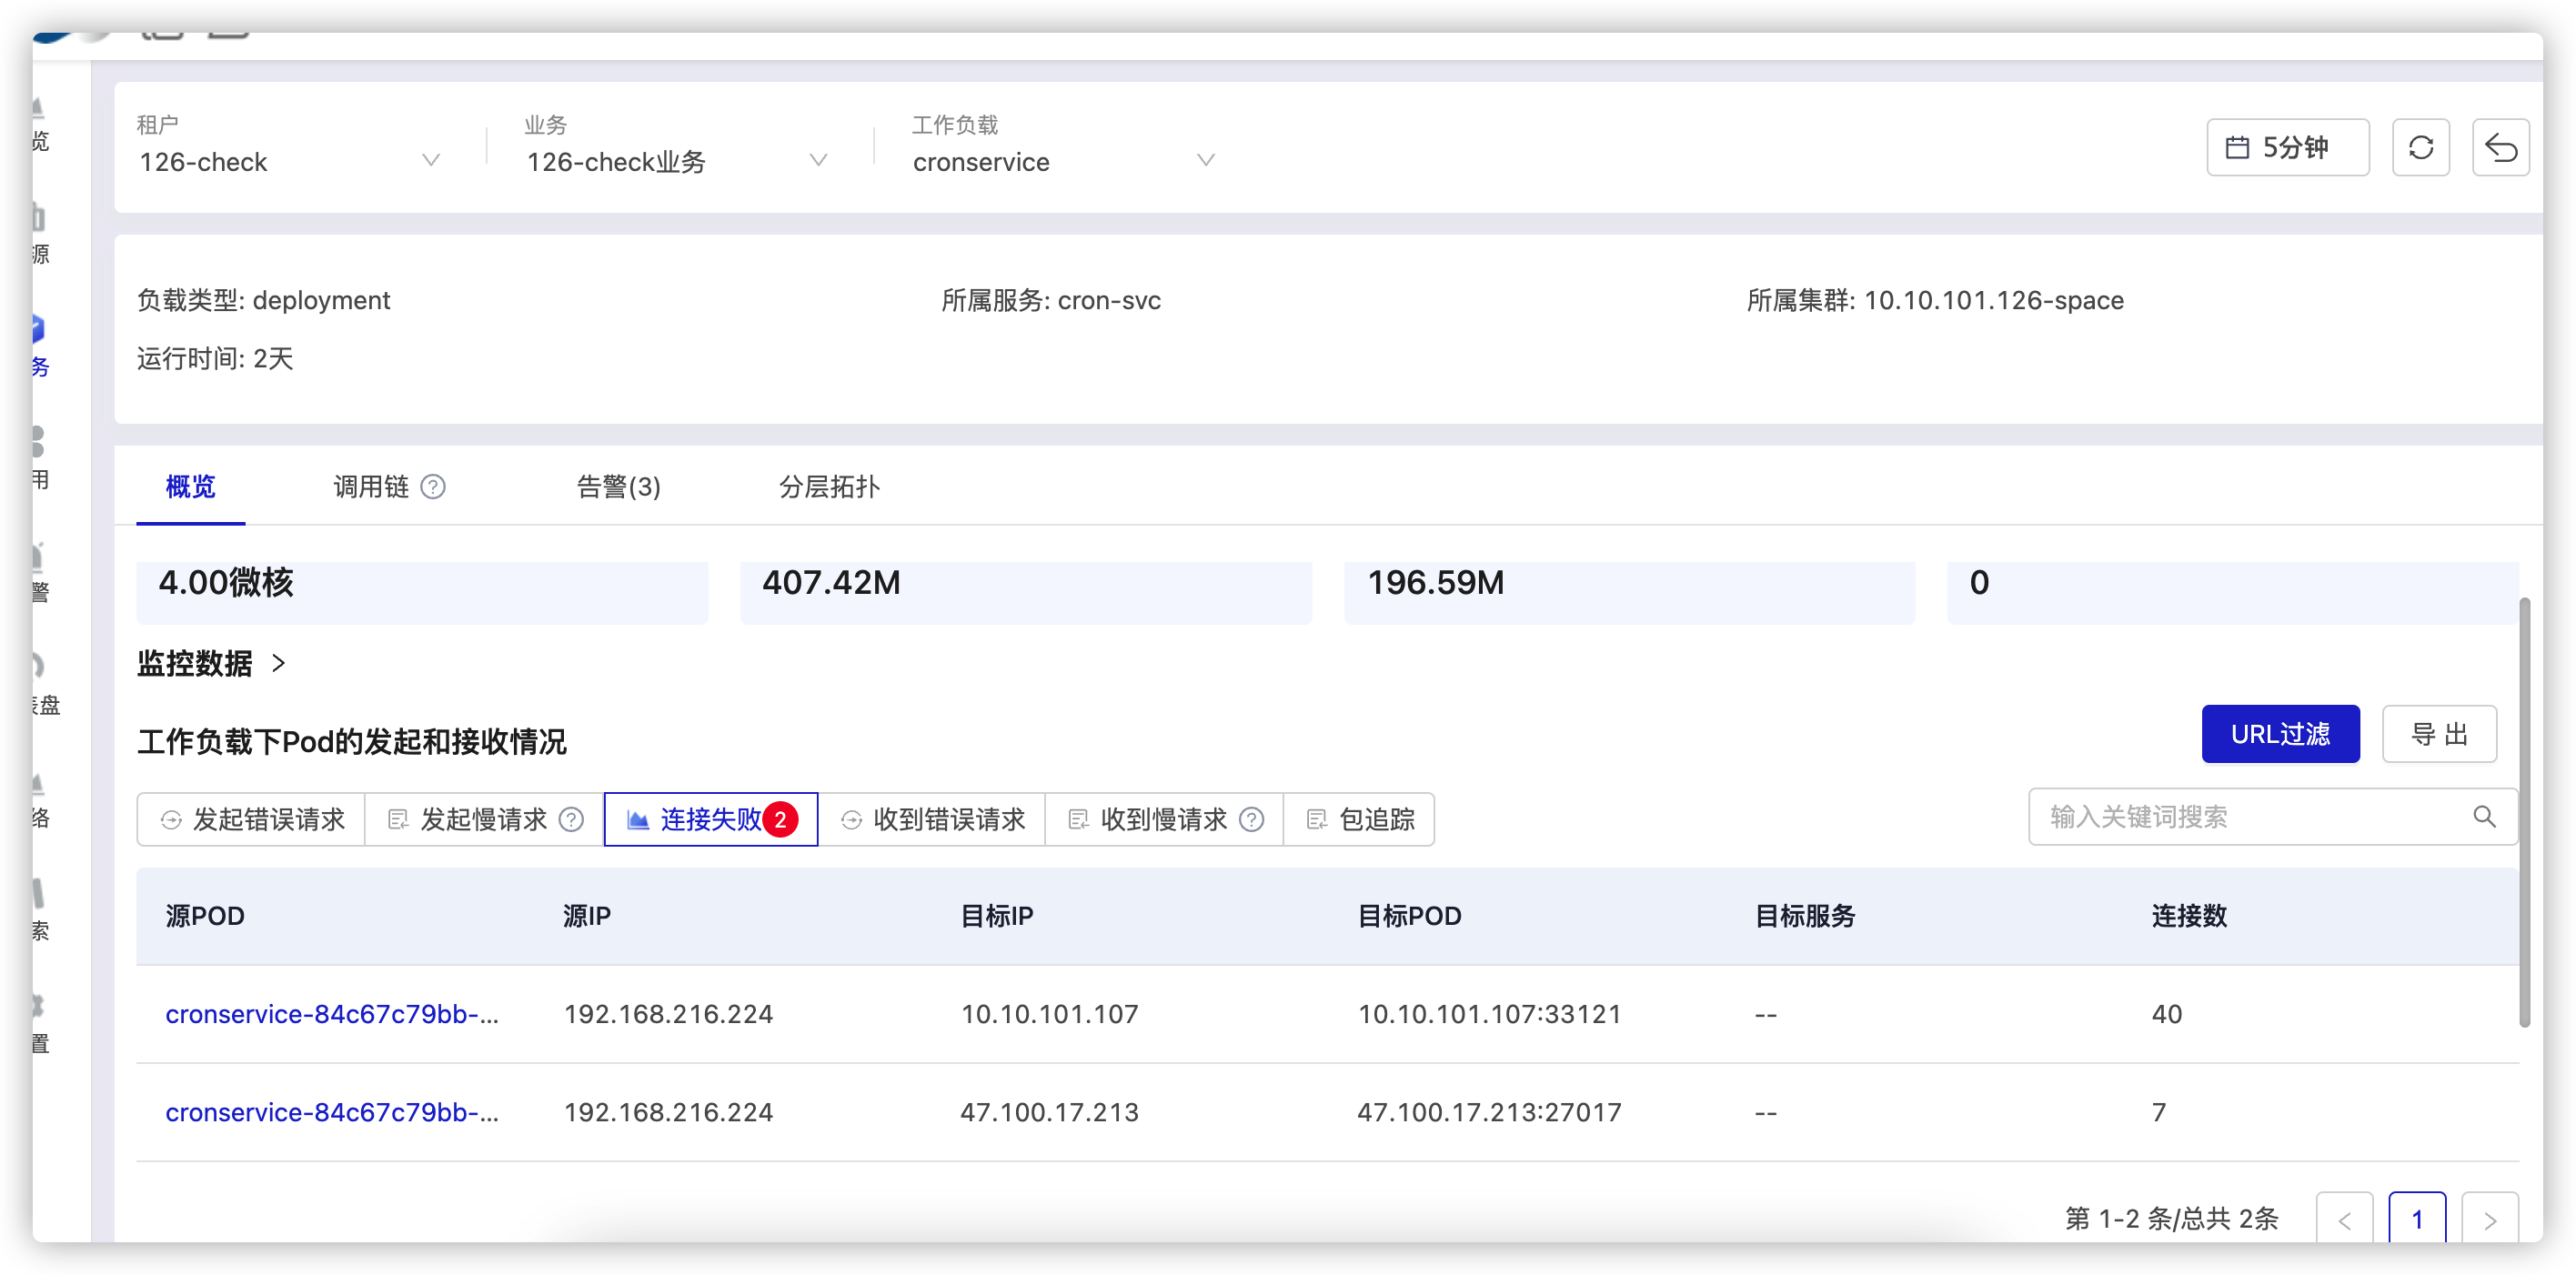 租户
126-check
业务
126-check业务
工作负载
cronservice
5分钟
览
源
务
用
警
盘
络
索
置
负载类型: deployment
所属服务: cron-svc
所属集群: 10.10.101.126-space
运行时间: 2天
概览
调用链
告警(3)
分层拓扑
4.00微核
407.42M
196.59M
0
监控数据 >
工作负载下Pod的发起和接收情况
URL过滤
导 出
发起错误请求
发起慢请求
连接失败 2
收到错误请求
收到慢请求
包追踪
输入关键词搜索
源POD 源IP 目标IP 目标POD 目标服务 连接数
cronservice-84c67c79bb-... 192.168.216.224 10.10.101.107 10.10.101.107:33121 -- 40
cronservice-84c67c79bb-... 192.168.216.224 47.100.17.213 47.100.17.213:27017 -- 7
第 1-2 条/总共 2条 < 1 >